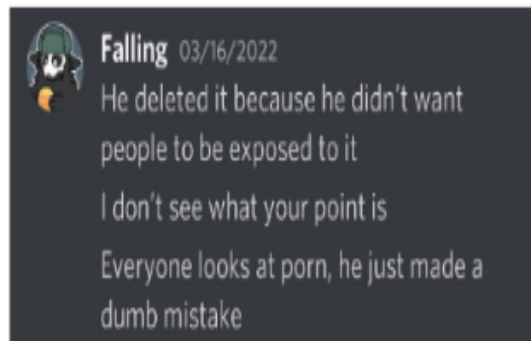 Falling 03/16/2022
He deleted it because he didn't want
people to be exposed to it
I don't see what your point is
Everyone looks at porn, he just made a
dumb mistake